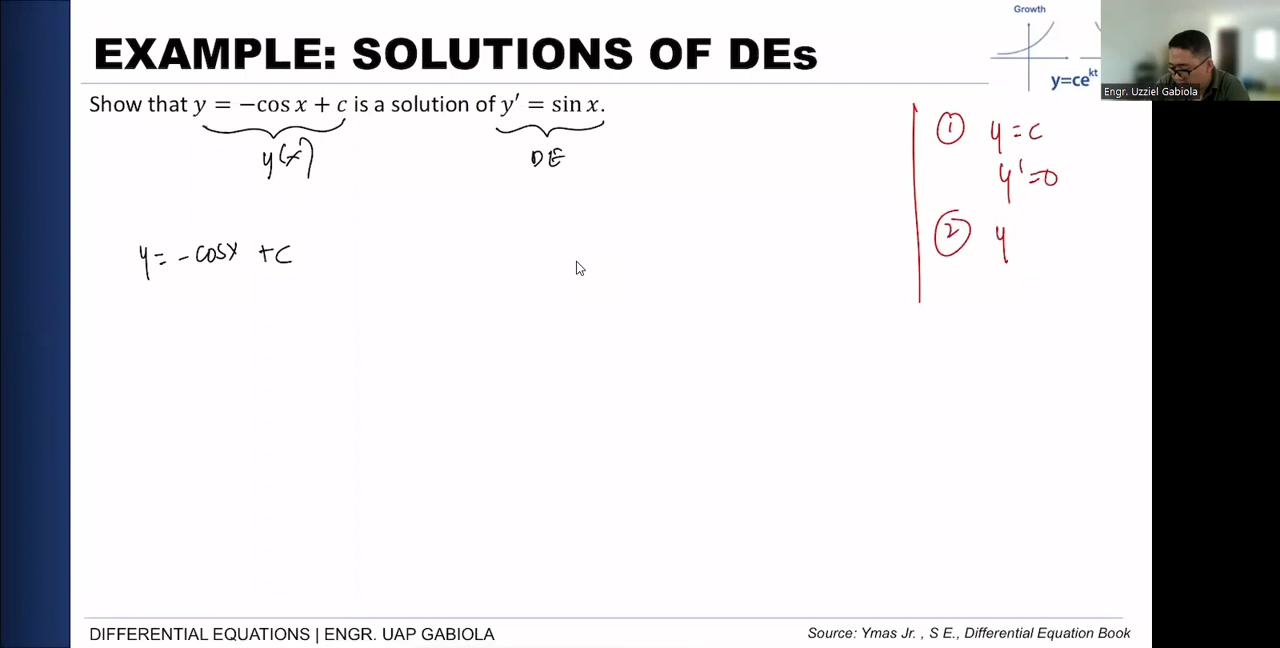 Growth
EXAMPLE: SOLUTIONS OF DEs
y=ce^kt
Engr. Uzziel Gabiola
Show that y = −cos x + c is a solution of y′ = sin x.
y(x)
DE
① y = c
y' = 0
② y
y = -cosx + c
DIFFERENTIAL EQUATIONS | ENGR. UAP GABIOLA
Source: Ymas Jr. , S E., Differential Equation Book